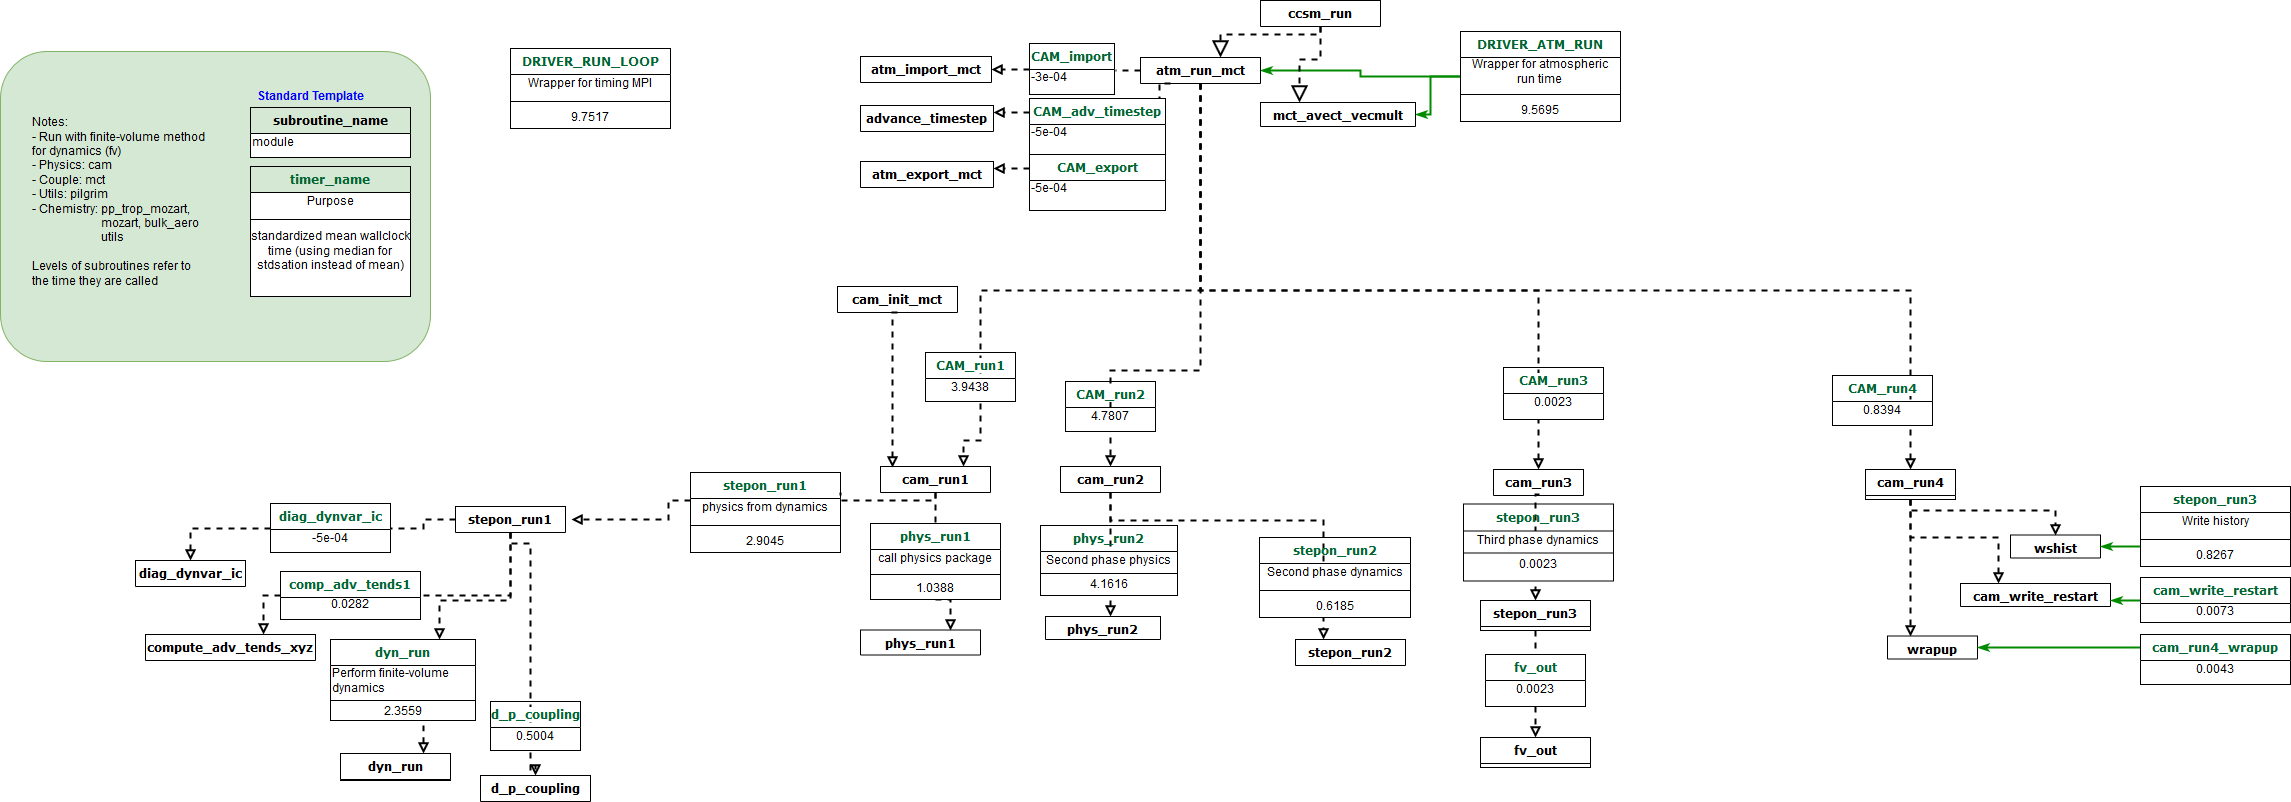 ccsm_run
DRIVER_RUN_LOOP
Wrapper for timing MPI
9.7517
CAM_import
-3e-04
atm_import_mct
atm_run_mct
DRIVER_ATM_RUN
Wrapper for atmospheric
run time
9.5695
mct_avect_vecmult
advance_timestep
CAM_adv_timestep
-5e-04
atm_export_mct
CAM_export
-5e-04
Notes:
- Run with finite-volume method
for dynamics (fv)
- Physics: cam
- Couple: mct
- Utils: pilgrim
- Chemistry: pp_trop_mozart,
mozart, bulk_aero
utils
Levels of subroutines refer to
the time they are called
Standard Template
subroutine_name
module
timer_name
Purpose
standardized mean wallclock
time (using median for
stdsation instead of mean)
cam_init_mct
CAM_run1
3.9438
CAM_run2
4.7807
CAM_run3
0.0023
CAM_run4
0.8394
cam_run1
cam_run2
cam_run3
cam_run4
stepon_run1
physics from dynamics
2.9045
stepon_run1
diag_dynvar_ic
-5e-04
diag_dynvar_ic
comp_adv_tends1
0.0282
compute_adv_tends_xyz
dyn_run
Perform finite-volume
dynamics
2.3559
dyn_run
d_p_coupling
0.5004
d_p_coupling
phys_run1
call physics package
1.0388
phys_run1
phys_run2
Second phase physics
4.1616
phys_run2
stepon_run2
Second phase dynamics
0.6185
stepon_run2
stepon_run3
Third phase dynamics
0.0023
stepon_run3
fv_out
0.0023
fv_out
stepon_run3
Write history
0.8267
wshist
cam_write_restart
0.0073
cam_write_restart
cam_run4_wrapup
0.0043
wrapup